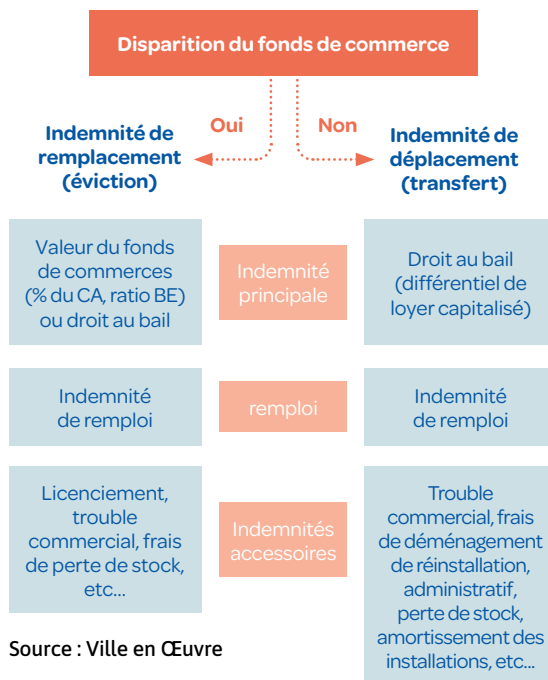 Disparition du fonds de commerce
Oui
Non
Indemnité de
remplacement
(éviction)
Indemnité de
déplacement
(transfert)
Valeur du fonds
de commerces
(% du CA, ratio BE)
ou droit au bail
Indemnité
principale
Droit au bail
(différentiel de
loyer capitalisé)
Indemnité
de remploi
remploi
Indemnité
de remploi
Licenciement,
trouble
commercial, frais
de perte de stock,
etc...
Indemnités
accessoires
Trouble
commercial, frais
de déménagement
de réinstallation,
administratif,
perte de stock,
amortissement des
installations, etc...
Source : Ville en Œuvre